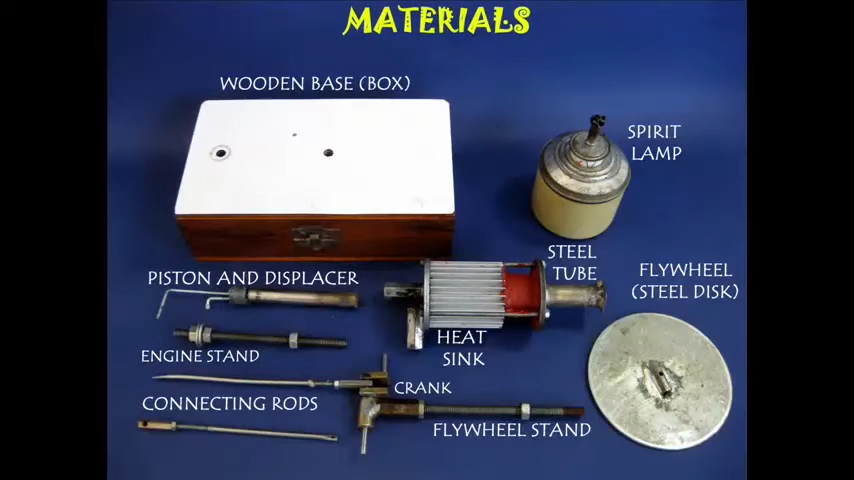 MATERIALS
WOODEN BASE (BOX)
SPIRIT
LAMP
STEEL
TUBE
FLYWHEEL
(STEEL DISK)
PISTON AND DISPLACER
HEAT
SINK
ENGINE STAND
CRANK
CONNECTING RODS
FLYWHEEL STAND